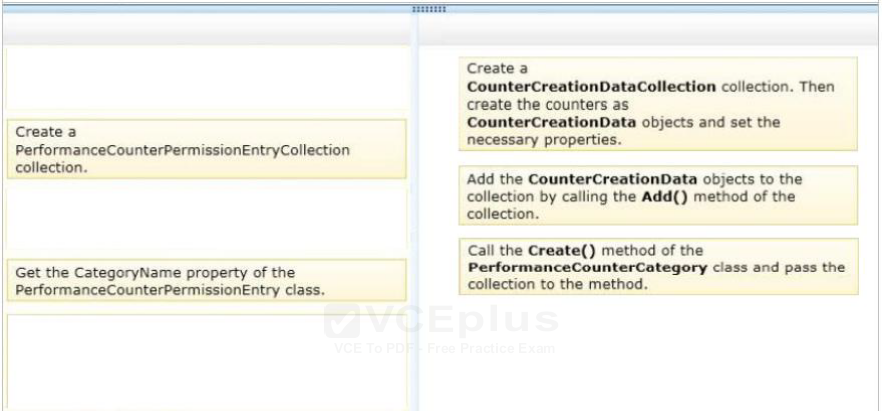 Create a
PerformanceCounterPermissionEntryCollection
collection.
Get the CategoryName property of the
PerformanceCounterPermissionEntry class.
Create a
CounterCreationDataCollection collection. Then
create the counters as
CounterCreationData objects and set the
necessary properties.
Add the CounterCreationData objects to the
collection by calling the Add() method of the
collection.
Call the Create() method of the
PerformanceCounterCategory class and pass the
collection to the method.
VCEplus
VCE To PDF - Free Practice Exam